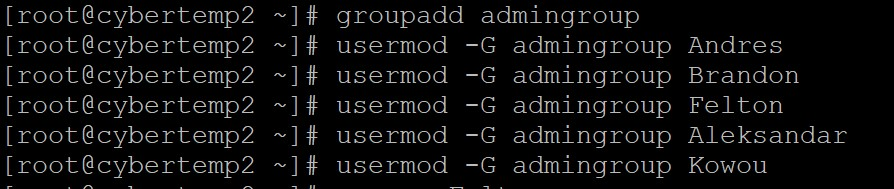 [root@cybertemp2 ~]# groupadd admingroup
[root@cybertemp2 ~]# usermod -G admingroup Andres
[root@cybertemp2 ~]# usermod -G admingroup Brandon
[root@cybertemp2 ~]# usermod -G admingroup Felton
[root@cybertemp2 ~]# usermod -G admingroup Aleksandar
[root@cybertemp2 ~]# usermod -G admingroup Kowou